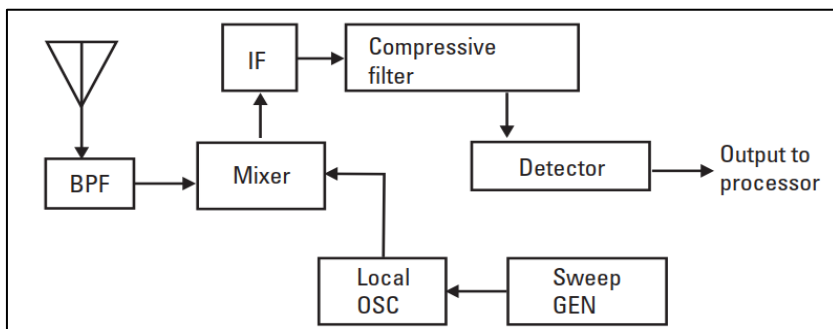 IF
Compressive
filter
BPF
Mixer
Detector
Output to
processor
Local
OSC
Sweep
GEN